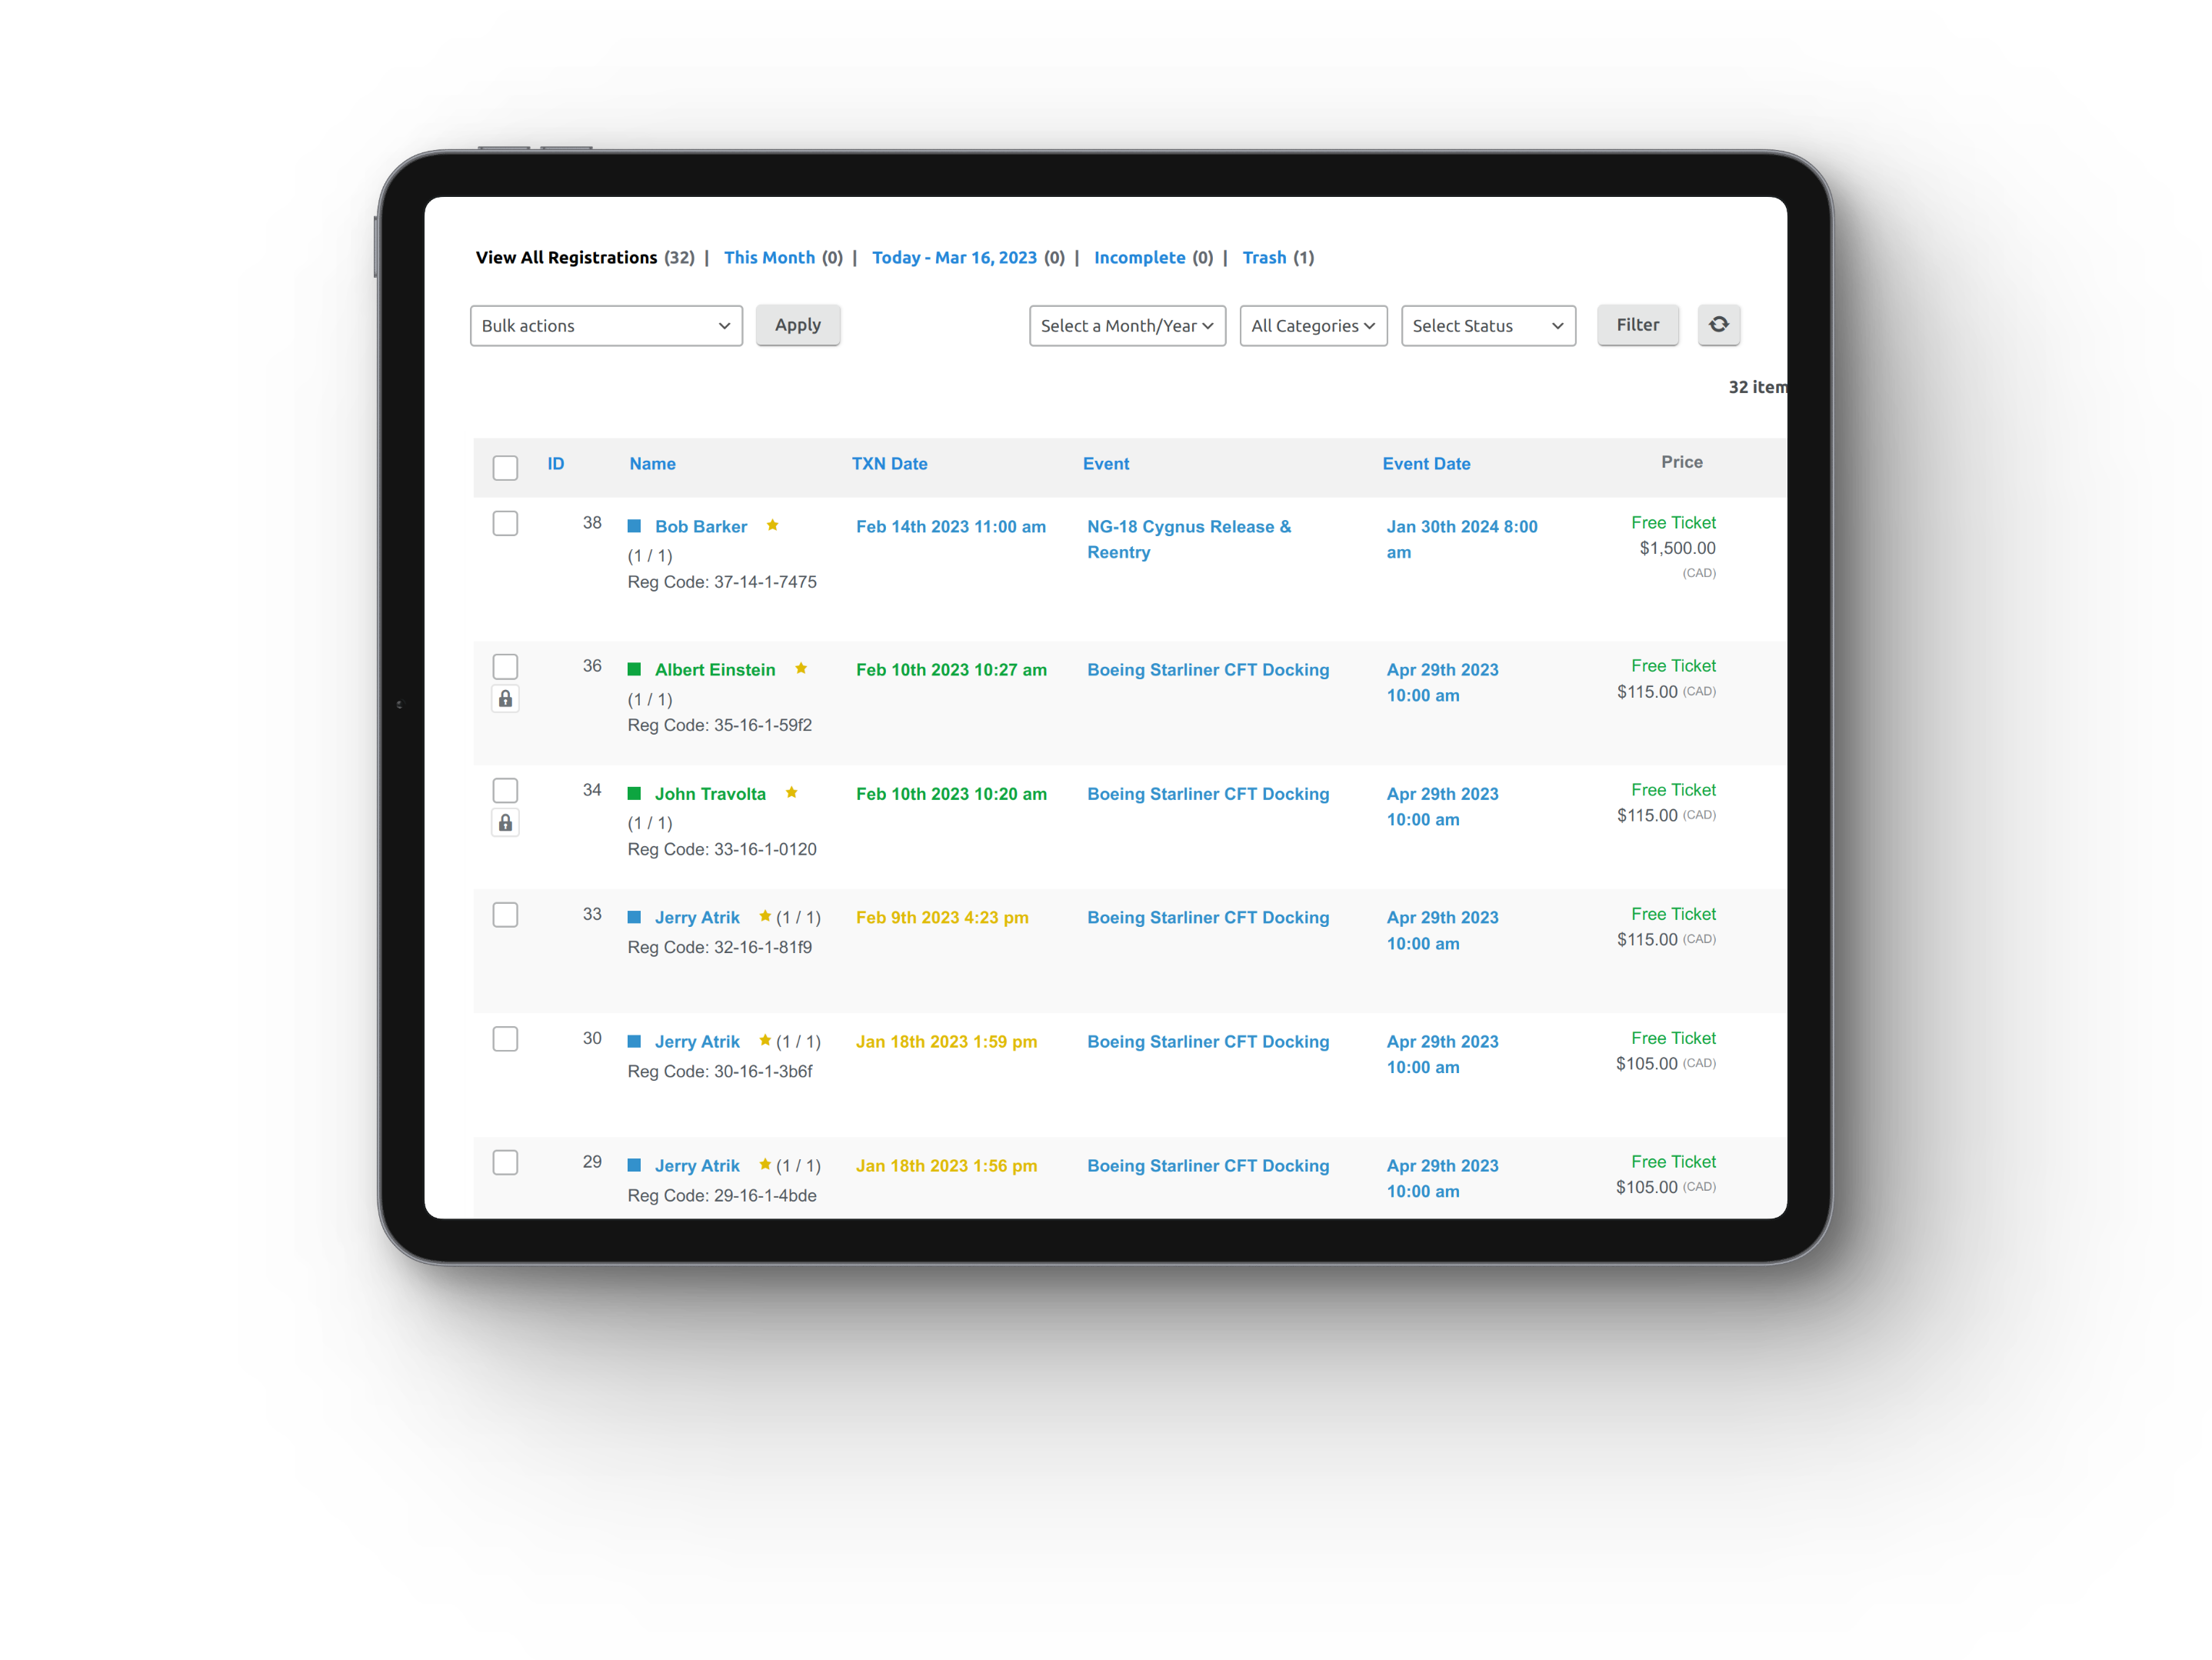 View All Registrations (32) | This Month (0) | Today - Mar 16, 2023 (0) | Incomplete (0) | Trash (1)
Bulk actions Apply Select a Month/Year All Categories Select Status Filter
32 item
ID Name TXN Date Event Event Date Price
38 Bob Barker Feb 14th 2023 11:00 am NG-18 Cygnus Release & Jan 30th 2024 8:00 Free Ticket
(1 / 1) Reentry am $1,500.00
Reg Code: 37-14-1-7475 (CAD)
36 Albert Einstein Feb 10th 2023 10:27 am Boeing Starliner CFT Docking Apr 29th 2023 Free Ticket
(1 / 1) 10:00 am $115.00 (CAD)
Reg Code: 35-16-1-59f2
34 John Travolta Feb 10th 2023 10:20 am Boeing Starliner CFT Docking Apr 29th 2023 Free Ticket
(1 / 1) 10:00 am $115.00 (CAD)
Reg Code: 33-16-1-0120
33 Jerry Atrik (1 / 1) Feb 9th 2023 4:23 pm Boeing Starliner CFT Docking Apr 29th 2023 Free Ticket
Reg Code: 32-16-1-81f9 10:00 am $115.00 (CAD)
30 Jerry Atrik (1 / 1) Jan 18th 2023 1:59 pm Boeing Starliner CFT Docking Apr 29th 2023 Free Ticket
Reg Code: 30-16-1-3b6f 10:00 am $105.00 (CAD)
29 Jerry Atrik (1 / 1) Jan 18th 2023 1:56 pm Boeing Starliner CFT Docking Apr 29th 2023 Free Ticket
Reg Code: 29-16-1-4bde 10:00 am $105.00 (CAD)